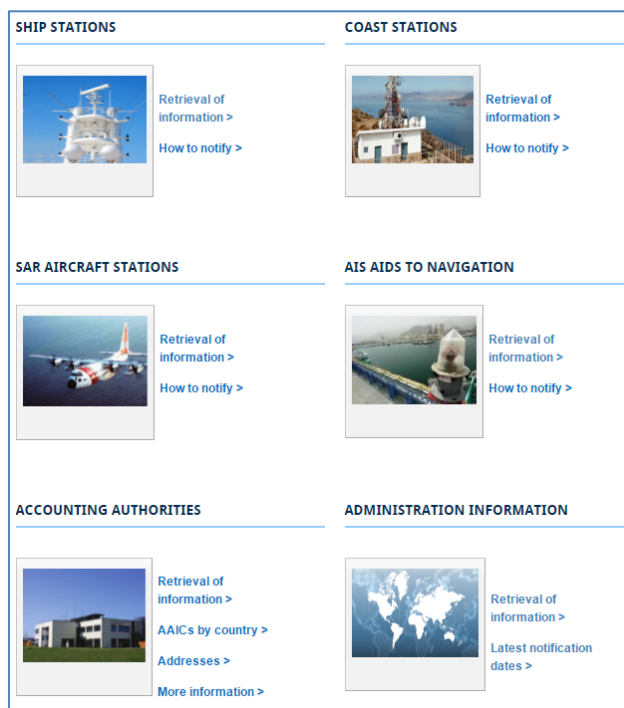 SHIP STATIONS
Retrieval of
information >
How to notify >
COAST STATIONS
Retrieval of
information >
How to notify >
SAR AIRCRAFT STATIONS
Retrieval of
information >
How to notify >
AIS AIDS TO NAVIGATION
Retrieval of
information >
How to notify >
ACCOUNTING AUTHORITIES
Retrieval of
information >
AAICs by country >
Addresses >
More information >
ADMINISTRATION INFORMATION
Retrieval of
information >
Latest notification
dates >